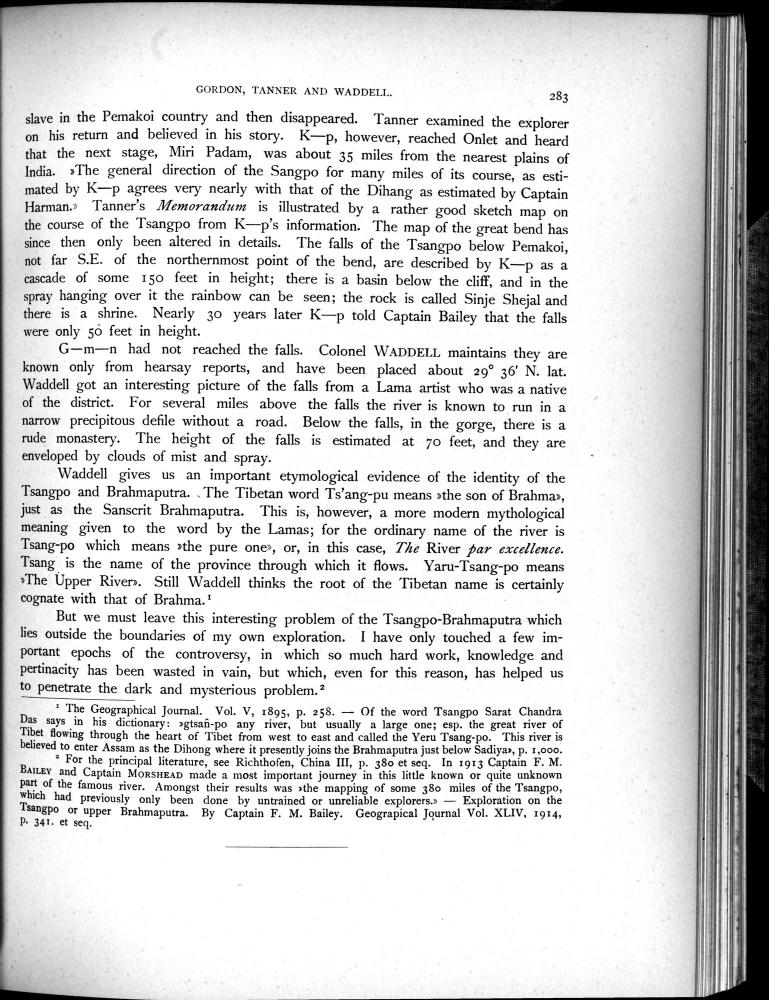 GORDON, TANNER AND WADDELL.
283
slave in the Pemakoi country and then disappeared. Tanner examined the explorer
on his return and believed in his story. K—p, however, reached Onlet and heard
that the next stage, Miri Padam, was about 35 miles from the nearest plains of
India. »The general direction of the Sangpo for many miles of its course, as esti-
mated by K—p agrees very nearly with that of the Dihang as estimated by Captain
Harman.» Tanner's Memorandum is illustrated by a rather good sketch map on
the course of the Tsangpo from K—p's information. The map of the great bend has
since then only been altered in details. The falls of the Tsangpo below Pemakoi,
not far S.E. of the northernmost point of the bend, are described by K—p as a
cascade of some 150 feet in height; there is a basin below the cliff, and in the
spray hanging over it the rainbow can be seen; the rock is called Sinje Shejal and
there is a shrine. Nearly 30 years later K—p told Captain Bailey that the falls
were only 50 feet in height.
G—m—n had not reached the falls. Colonel WADDELL maintains they are
known only from hearsay reports, and have been placed about 29° 36' N. lat.
Waddell got an interesting picture of the falls from a Lama artist who was a native
of the district. For several miles above the falls the river is known to run in a
narrow precipitous defile without a road. Below the falls, in the gorge, there is a
rude monastery. The height of the falls is estimated at 70 feet, and they are
enveloped by clouds of mist and spray.
Waddell gives us an important etymological evidence of the identity of the
Tsangpo and Brahmaputra. The Tibetan word Ts'ang-pu means »the son of Brahma»,
just as the Sanscrit Brahmaputra. This is, however, a more modern mythological
meaning given to the word by the Lamas; for the ordinary name of the river is
Tsang-po which means »the pure one», or, in this case, The River par excellence.
Tsang is the name of the province through which it flows. Yaru-Tsang-po means
»The Upper River». Still Waddell thinks the root of the Tibetan name is certainly
cognate with that of Brahma.¹
But we must leave this interesting problem of the Tsangpo-Brahmaputra which
lies outside the boundaries of my own exploration. I have only touched a few im-
portant epochs of the controversy, in which so much hard work, knowledge and
pertinacity has been wasted in vain, but which, even for this reason, has helped us
to penetrate the dark and mysterious problem.²
¹ The Geographical Journal. Vol. V, 1895, p. 258. — Of the word Tsangpo Sarat Chandra
Das says in his dictionary: »gtsañ-po any river, but usually a large one; esp. the great river of
Tibet flowing through the heart of Tibet from west to east and called the Yeru Tsang-po. This river is
believed to enter Assam as the Dihong where it presently joins the Brahmaputra just below Sadiya», p. 1,000.
² For the principal literature, see Richthofen, China III, p. 380 et seq. In 1913 Captain F. M.
BAILEY and Captain MORSHEAD made a most important journey in this little known or quite unknown
part of the famous river. Amongst their results was »the mapping of some 380 miles of the Tsangpo,
which had previously only been done by untrained or unreliable explorers.» — Exploration on the
Tsangpo or upper Brahmaputra. By Captain F. M. Bailey. Geograpical Journal Vol. XLIV, 1914,
p. 341. et seq.